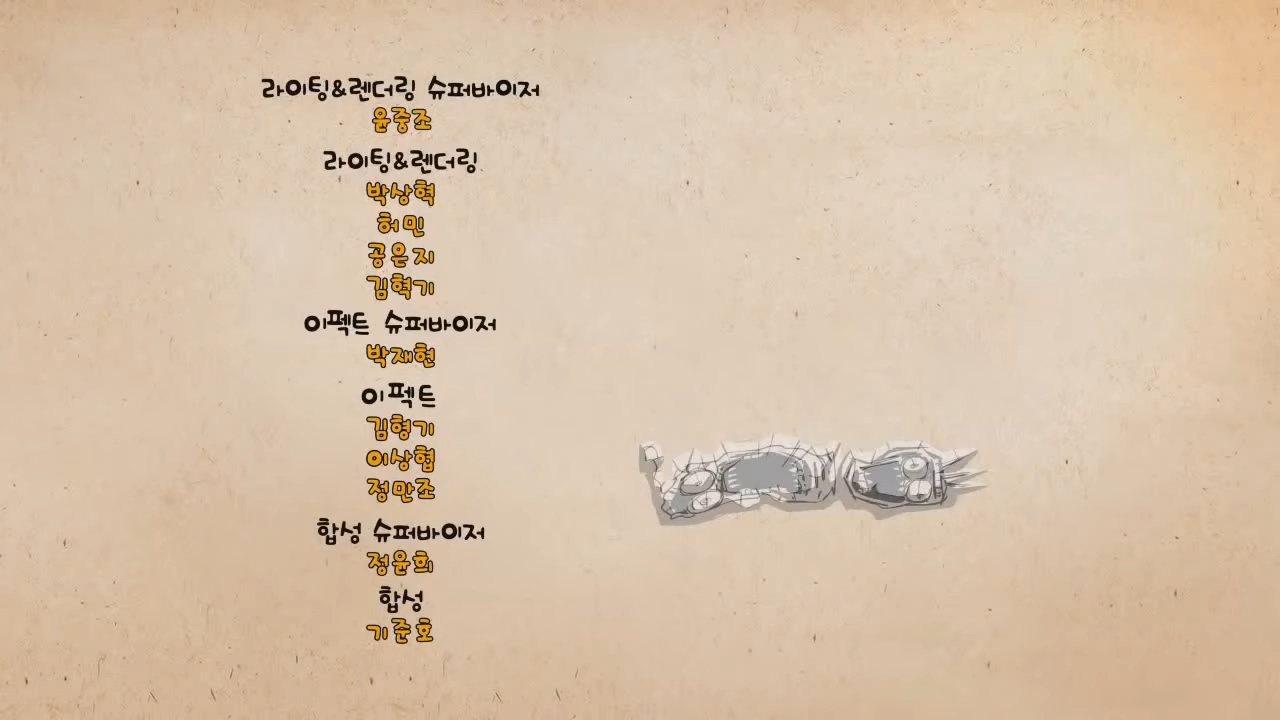 라이팅&렌더링 슈퍼바이저
윤중조
라이팅&렌더링
박상혁
허민
공은지
김혁기
이펙트 슈퍼바이저
박재현
이펙트
김형기
이상협
정만조
합성 슈퍼바이저
정윤희
합성
기준호